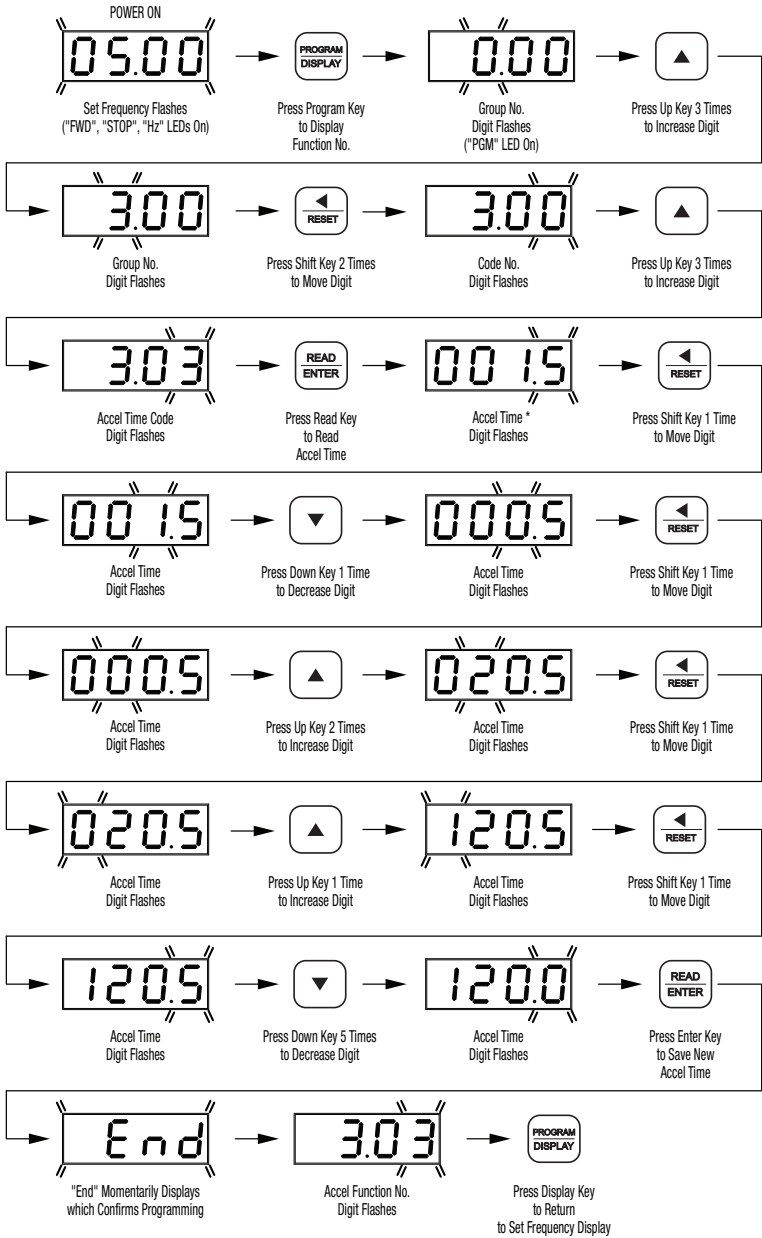 POWER ON
05.00
PROGRAM
DISPLAY
0.00
Set Frequency Flashes
("FWD", "STOP", "Hz" LEDs On)
Press Program Key
to Display
Function No.
Group No.
Digit Flashes
("PGM" LED On)
Press Up Key 3 Times
to Increase Digit
3.00
RESET
3.00
Group No.
Digit Flashes
Press Shift Key 2 Times
to Move Digit
Code No.
Digit Flashes
Press Up Key 3 Times
to Increase Digit
3.03
READ
ENTER
001.5
RESET
Accel Time Code
Digit Flashes
Press Read Key
to Read
Accel Time
Accel Time *
Digit Flashes
Press Shift Key 1 Time
to Move Digit
001.5
000.5
RESET
Accel Time
Digit Flashes
Press Down Key 1 Time
to Decrease Digit
Accel Time
Digit Flashes
Press Shift Key 1 Time
to Move Digit
000.5
020.5
RESET
Accel Time
Digit Flashes
Press Up Key 2 Times
to Increase Digit
Accel Time
Digit Flashes
Press Shift Key 1 Time
to Move Digit
020.5
120.5
RESET
Accel Time
Digit Flashes
Press Up Key 1 Time
to Increase Digit
Accel Time
Digit Flashes
Press Shift Key 1 Time
to Move Digit
120.5
120.0
READ
ENTER
Accel Time
Digit Flashes
Press Down Key 5 Times
to Decrease Digit
Accel Time
Digit Flashes
Press Enter Key
to Save New
Accel Time
End
3.03
PROGRAM
DISPLAY
"End" Momentarily Displays
which Confirms Programming
Accel Function No.
Digit Flashes
Press Display Key
to Return
to Set Frequency Display